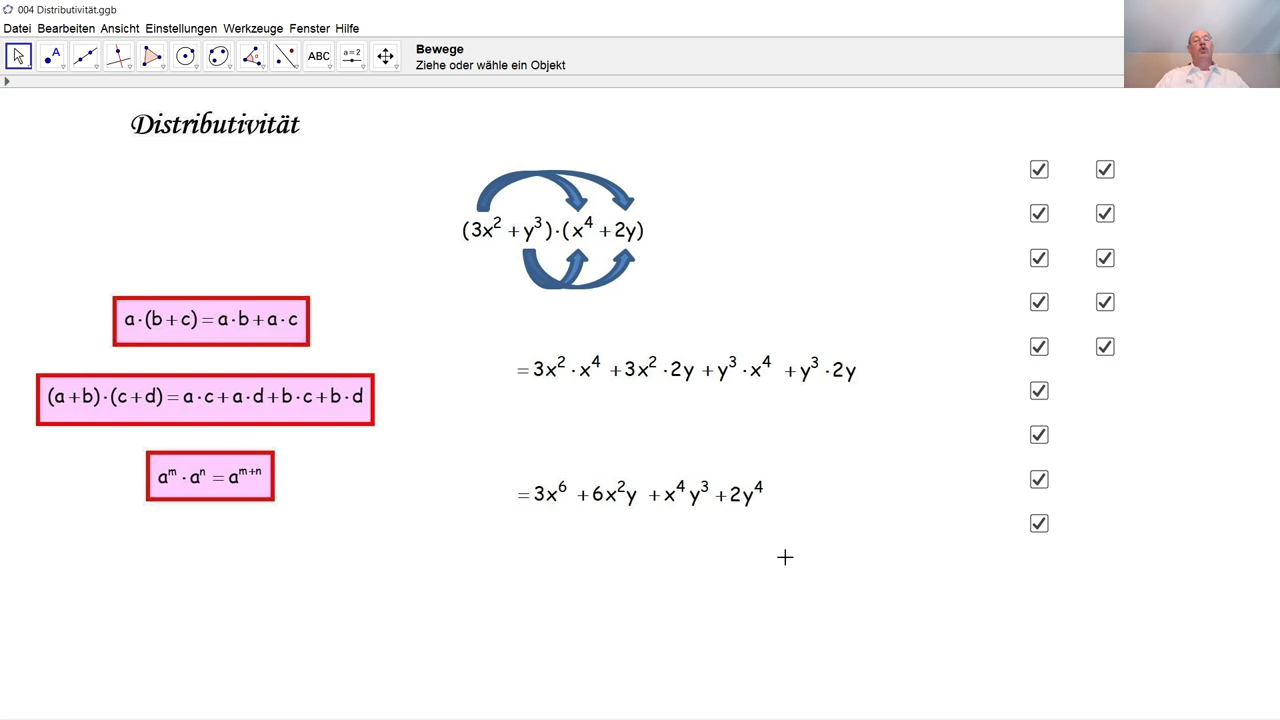 004 Distributivität.ggb
Datei Bearbeiten Ansichten Einstellungen Werkzeuge Fenster Hilfe
A ABC a=2 Bewege
Ziehe oder wähle ein Objekt
Distributivität
(3x² + y³) · (x⁴ + 2y)
a · (b + c) = a · b + a · c
= 3x² · x⁴ + 3x² · 2y + y³ · x⁴ + y³ · 2y
(a + b) · (c + d) = a · c + a · d + b · c + b · d
aᵐ · aⁿ = aᵐ⁺ⁿ
= 3x⁶ + 6x²y + x⁴y³ + 2y⁴